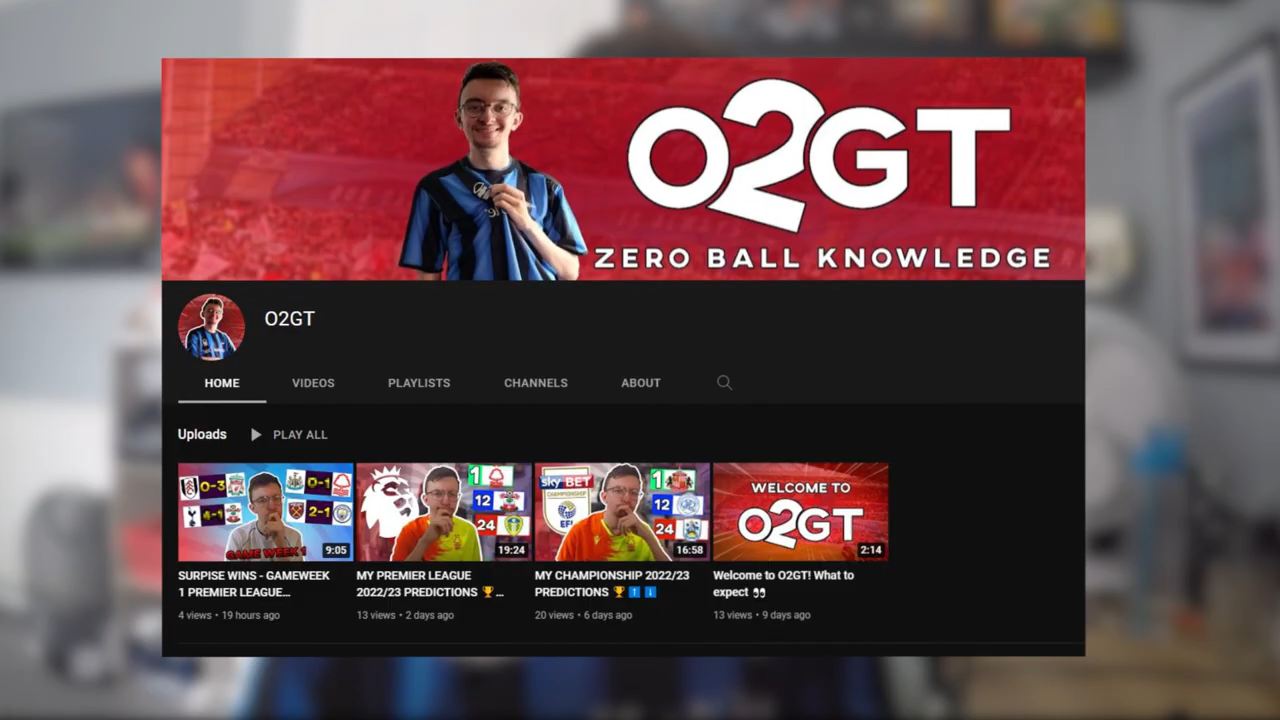 O2GT
ZERO BALL KNOWLEDGE
O2GT
HOME VIDEOS PLAYLISTS CHANNELS ABOUT
Uploads PLAY ALL
0-3 0-1
4-1 2-1
GAME WEEK 1
9:05
1
12
24
19:24
sky BET
CHAMPIONSHIP
EFL
1
12
24
16:58
WELCOME TO
O2GT
2:14
SURPISE WINS - GAMEWEEK
1 PREMIER LEAGUE...
4 views • 19 hours ago
MY PREMIER LEAGUE
2022/23 PREDICTIONS 🏆...
13 views • 2 days ago
MY CHAMPIONSHIP 2022/23
PREDICTIONS 🏆⬆️⬇️
20 views • 6 days ago
Welcome to O2GT! What to
expect 👀
13 views • 9 days ago